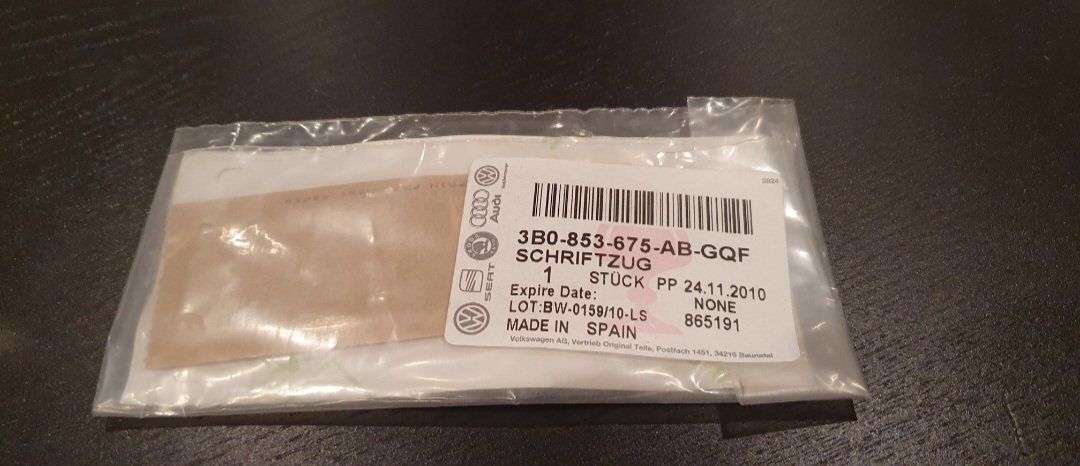 5824
Audi
SEAT
3B0-853-675-AB-GQF
SCHRIFTZUG
1 STÜCK PP 24.11.2010
Expire Date: NONE
LOT:BW-0159/10-LS 865191
MADE IN SPAIN
Volkswagen AG, Vertrieb Original Teile, Postfach 1451, 34219 Baunatal